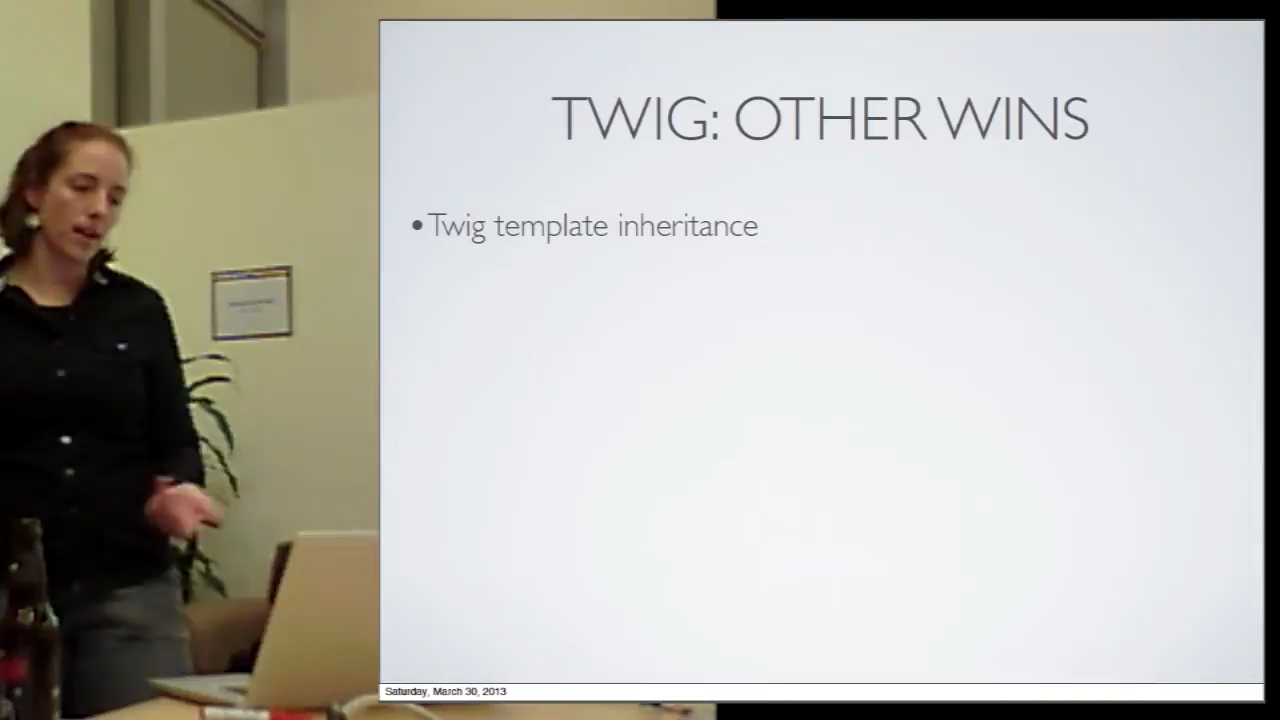 TWIG: OTHER WINS
•Twig template inheritance
Saturday, March 30, 2013